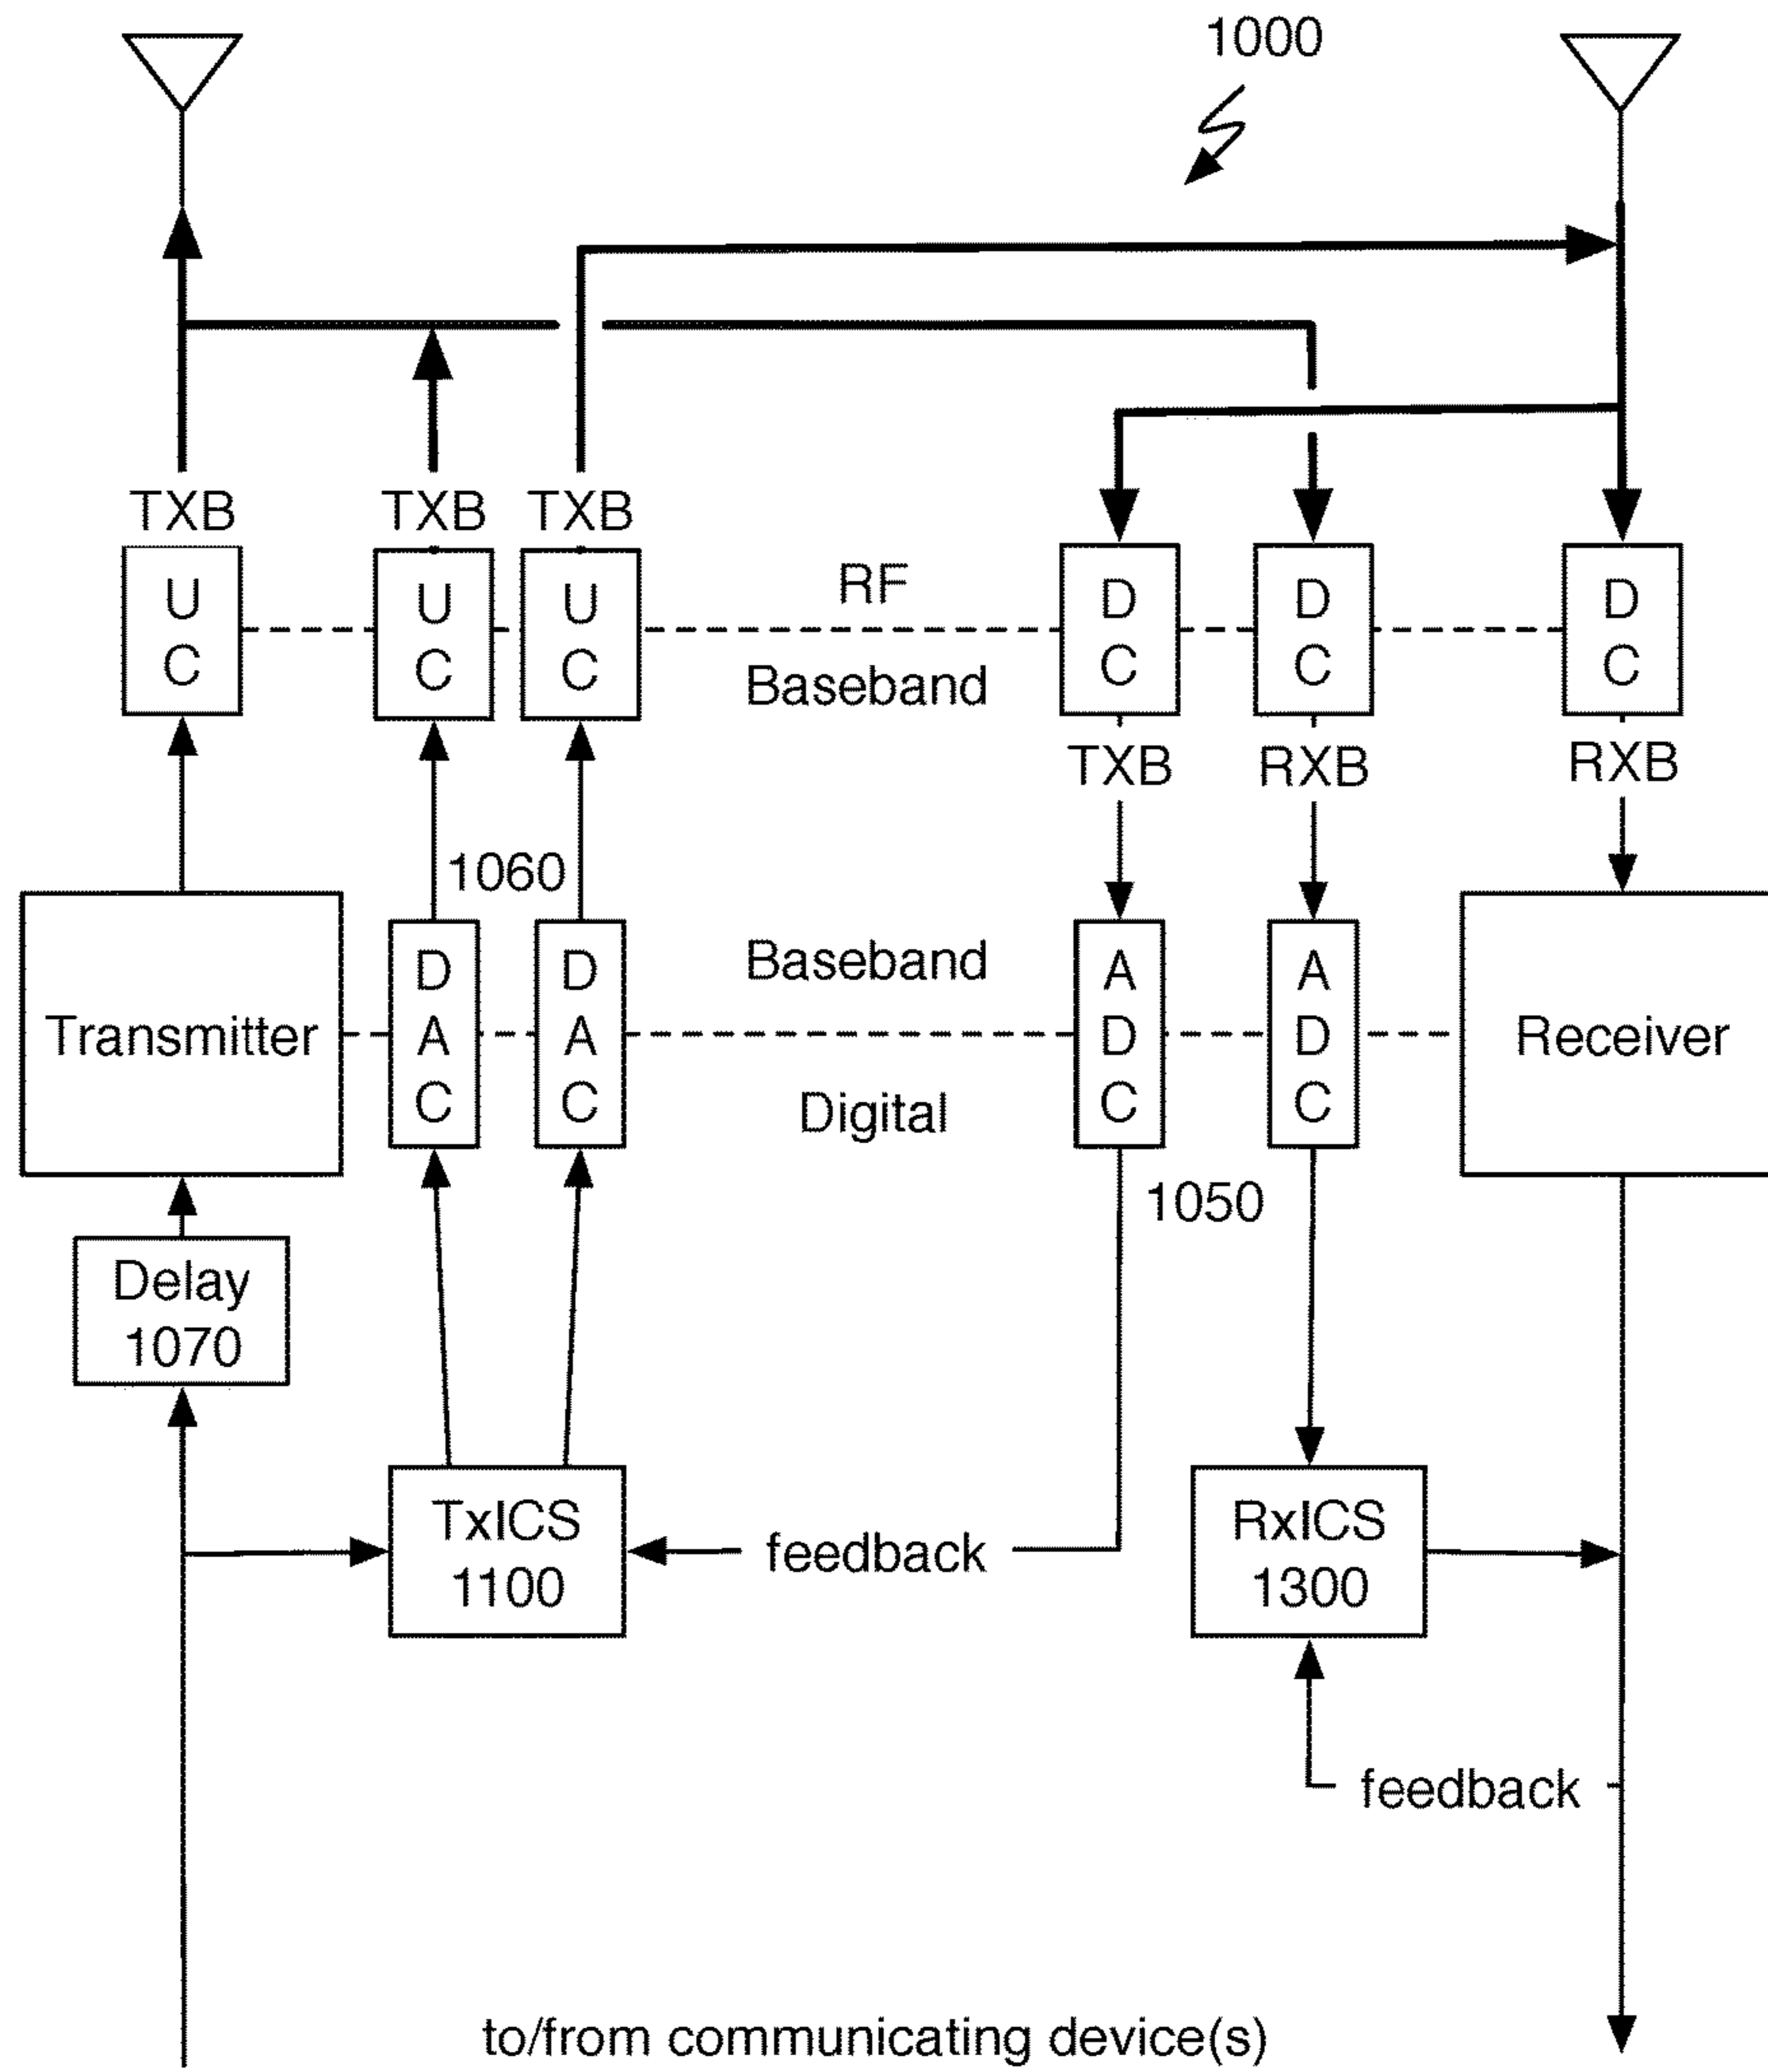 1000
TXB TXB TXB
U C
U C
U C
RF
Baseband
D C
D C
D C
TXB RXB RXB
1060
Transmitter
D A C
D A C
Baseband
Digital
A D C
A D C
Receiver
1050
Delay
1070
TxICS
1100
feedback
RxICS
1300
feedback
to/from communicating device(s)